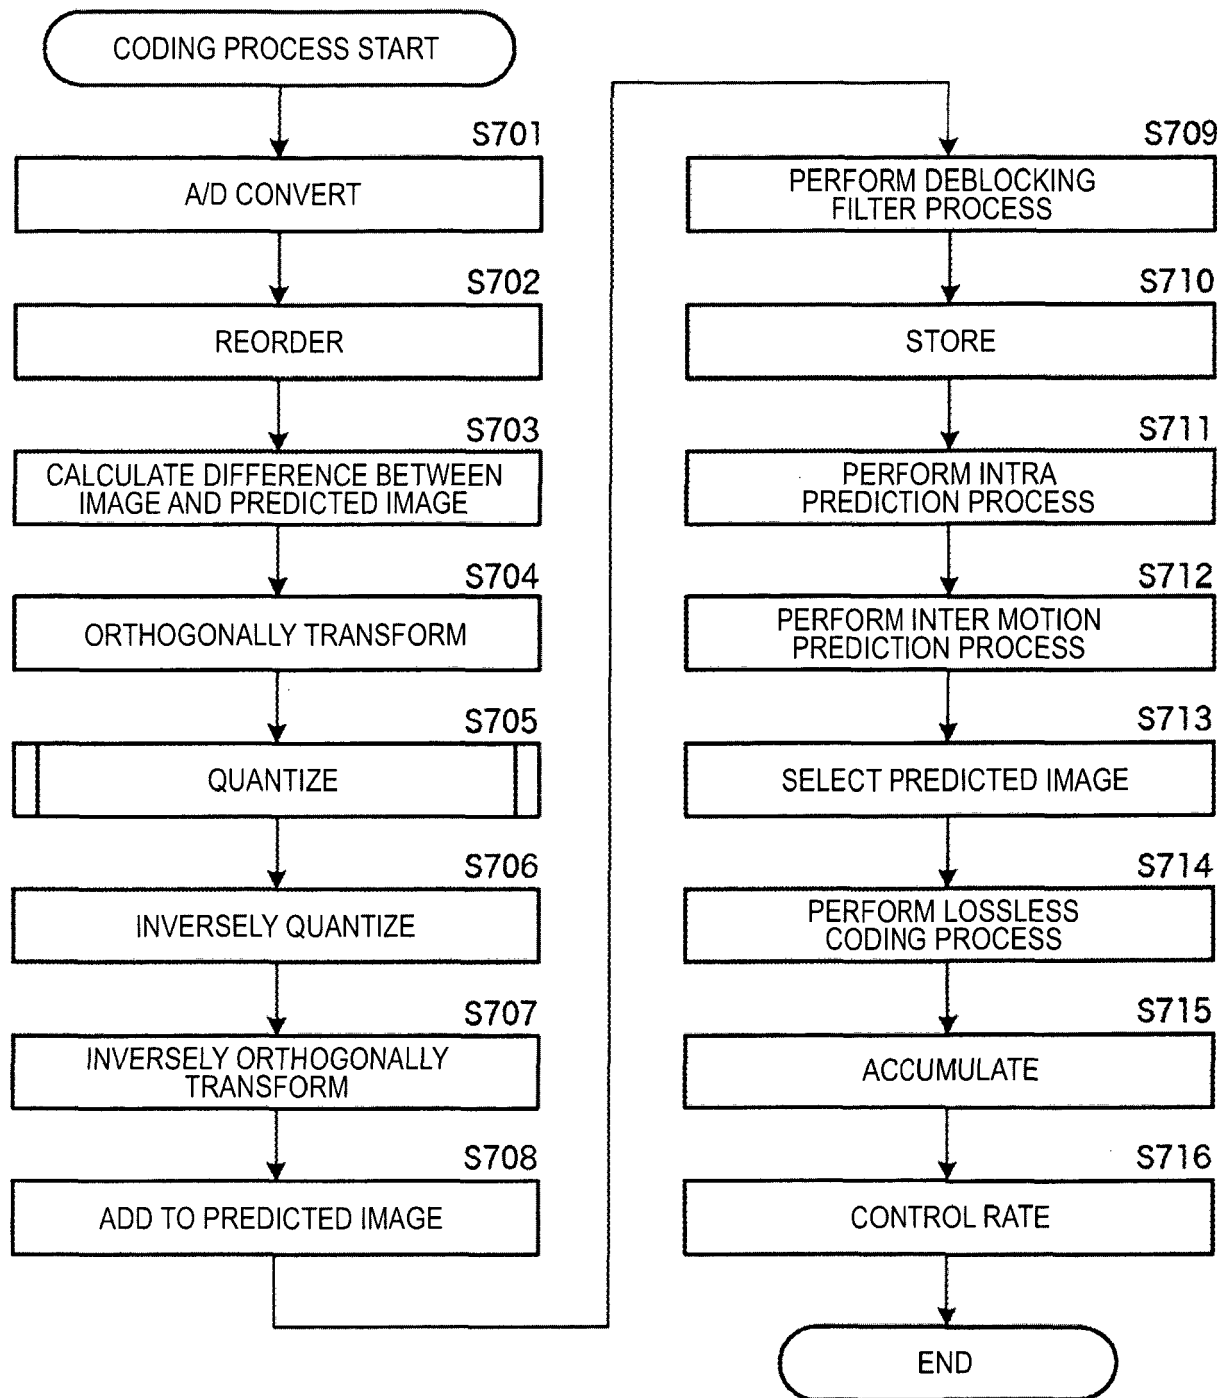 CODING PROCESS START
S701
A/D CONVERT
S702
REORDER
S703
CALCULATE DIFFERENCE BETWEEN
IMAGE AND PREDICTED IMAGE
S704
ORTHOGONALLY TRANSFORM
S705
QUANTIZE
S706
INVERSELY QUANTIZE
S707
INVERSELY ORTHOGONALLY
TRANSFORM
S708
ADD TO PREDICTED IMAGE
S709
PERFORM DEBLOCKING
FILTER PROCESS
S710
STORE
S711
PERFORM INTRA
PREDICTION PROCESS
S712
PERFORM INTER MOTION
PREDICTION PROCESS
S713
SELECT PREDICTED IMAGE
S714
PERFORM LOSSLESS
CODING PROCESS
S715
ACCUMULATE
S716
CONTROL RATE
END